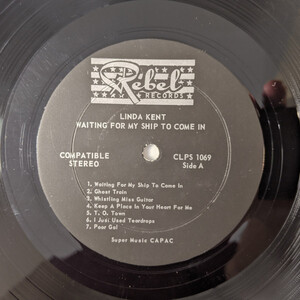 Rebel
RECORDS
LINDA KENT
WAITING FOR MY SHIP TO COME IN
COMPATIBLE
STEREO
CLPS 1069
Side A
1. Waiting For My Ship To Come In
2. Ghost Train
3. Whistling Miss Guitar
4. Keep A Place In Your Heart For Me
5. T. O. Town
6. I Just Used Teardrops
7. Poor Gal
Super Music CAPAC